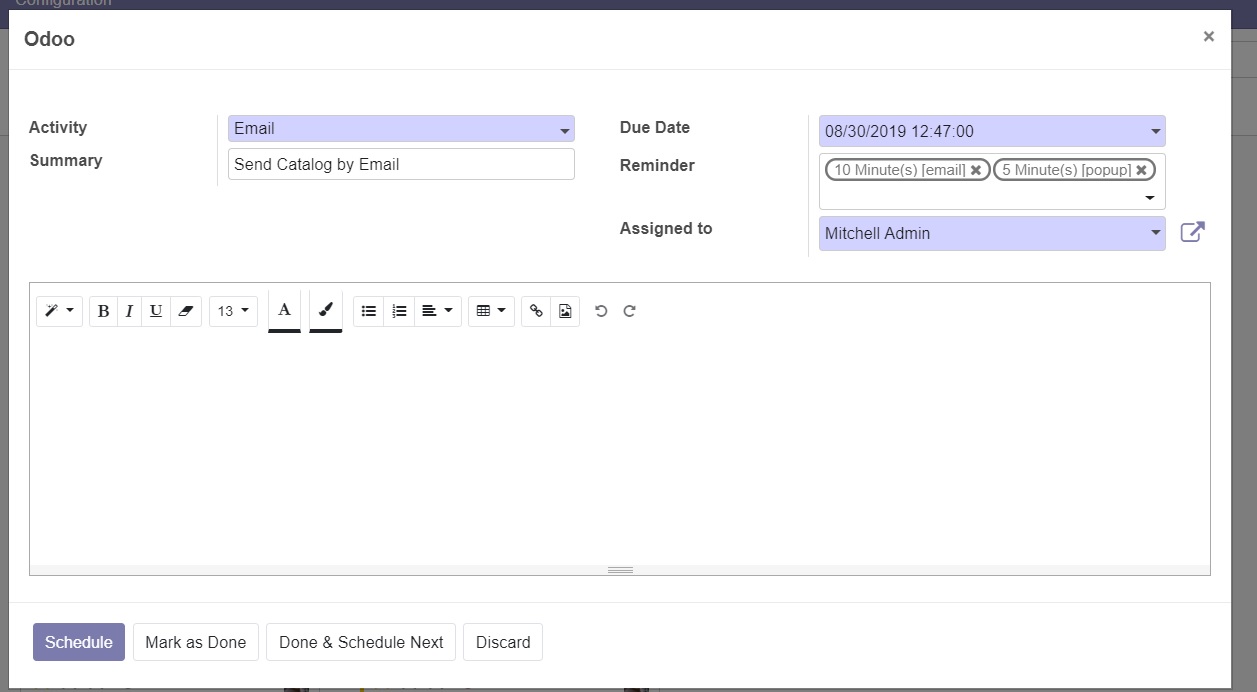 Configuration
Odoo
×
Activity
Email
Summary
Send Catalog by Email
Due Date
08/30/2019 12:47:00
Reminder
10 Minute(s) [email] ✖ 5 Minute(s) [popup] ✖
Assigned to
Mitchell Admin
B I U 13 A
Schedule Mark as Done Done & Schedule Next Discard